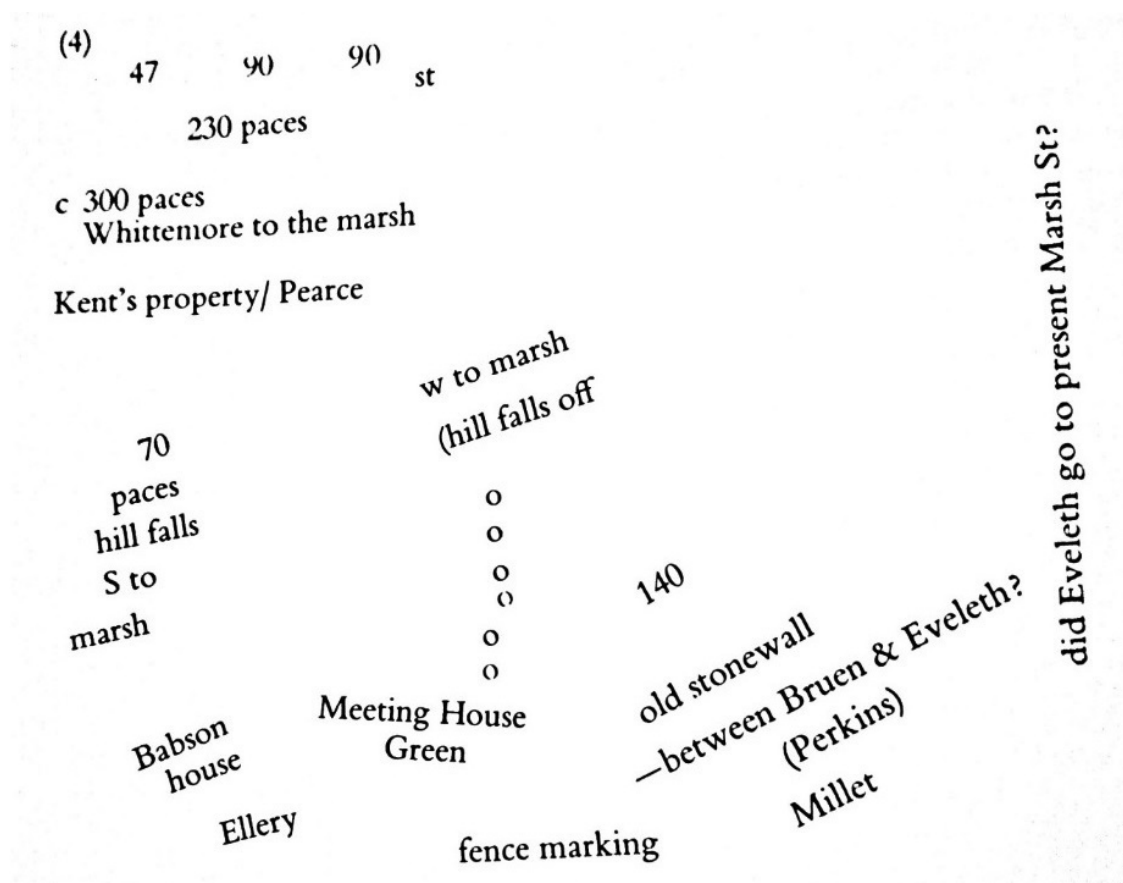 (4)
47 90 90 st
230 paces
c 300 paces
Whittemore to the marsh
Kent's property/ Pearce
w to marsh
(hill falls off
70
paces
hill falls
S to
marsh
o
o
o
o
o
o
140
old stonewall
—between Bruen & Eveleth?
(Perkins)
Millet
did Eveleth go to present Marsh St?
Meeting House
Green
Babson
house
Ellery
fence marking